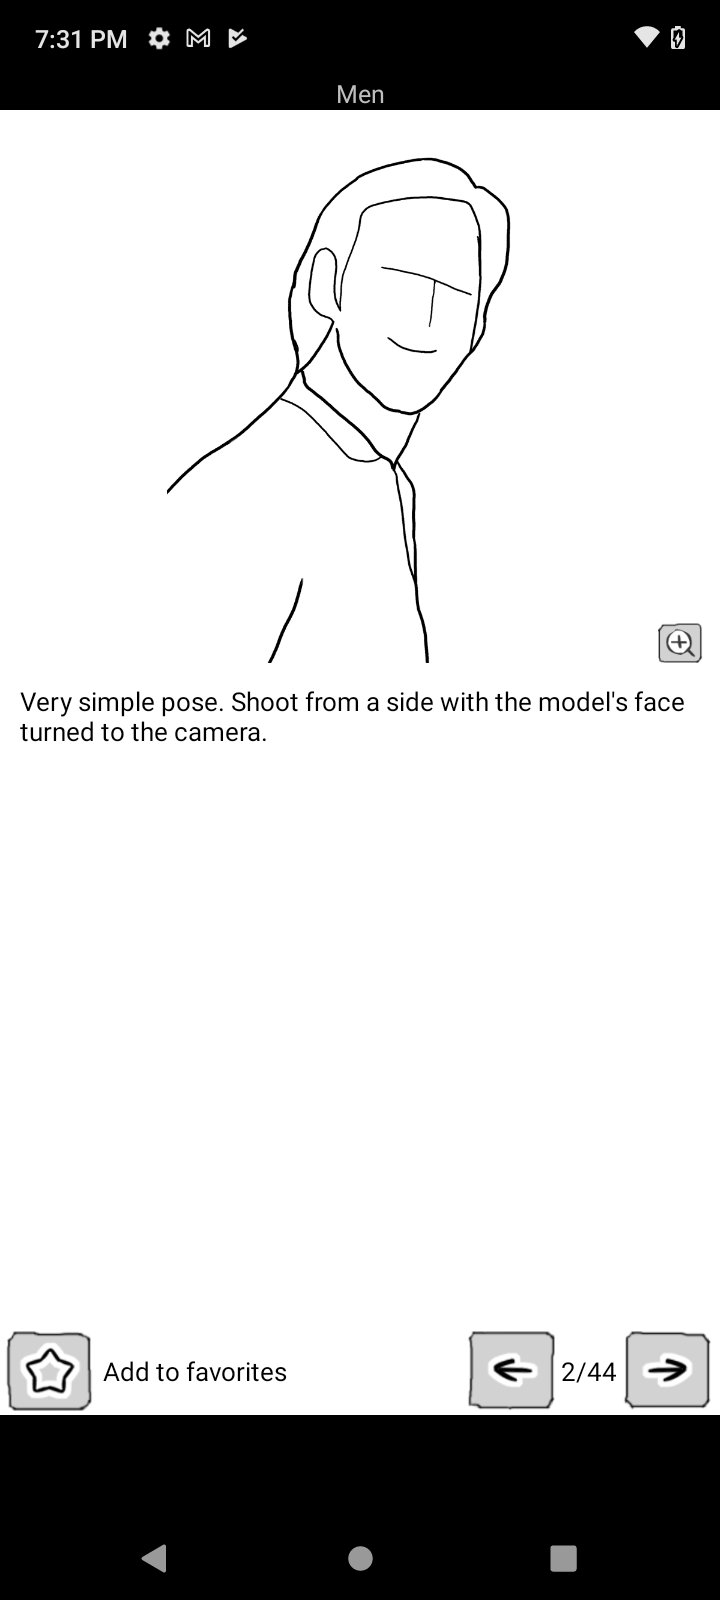 7:31 PM
Men
Very simple pose. Shoot from a side with the model's face
turned to the camera.
Add to favorites
2/44